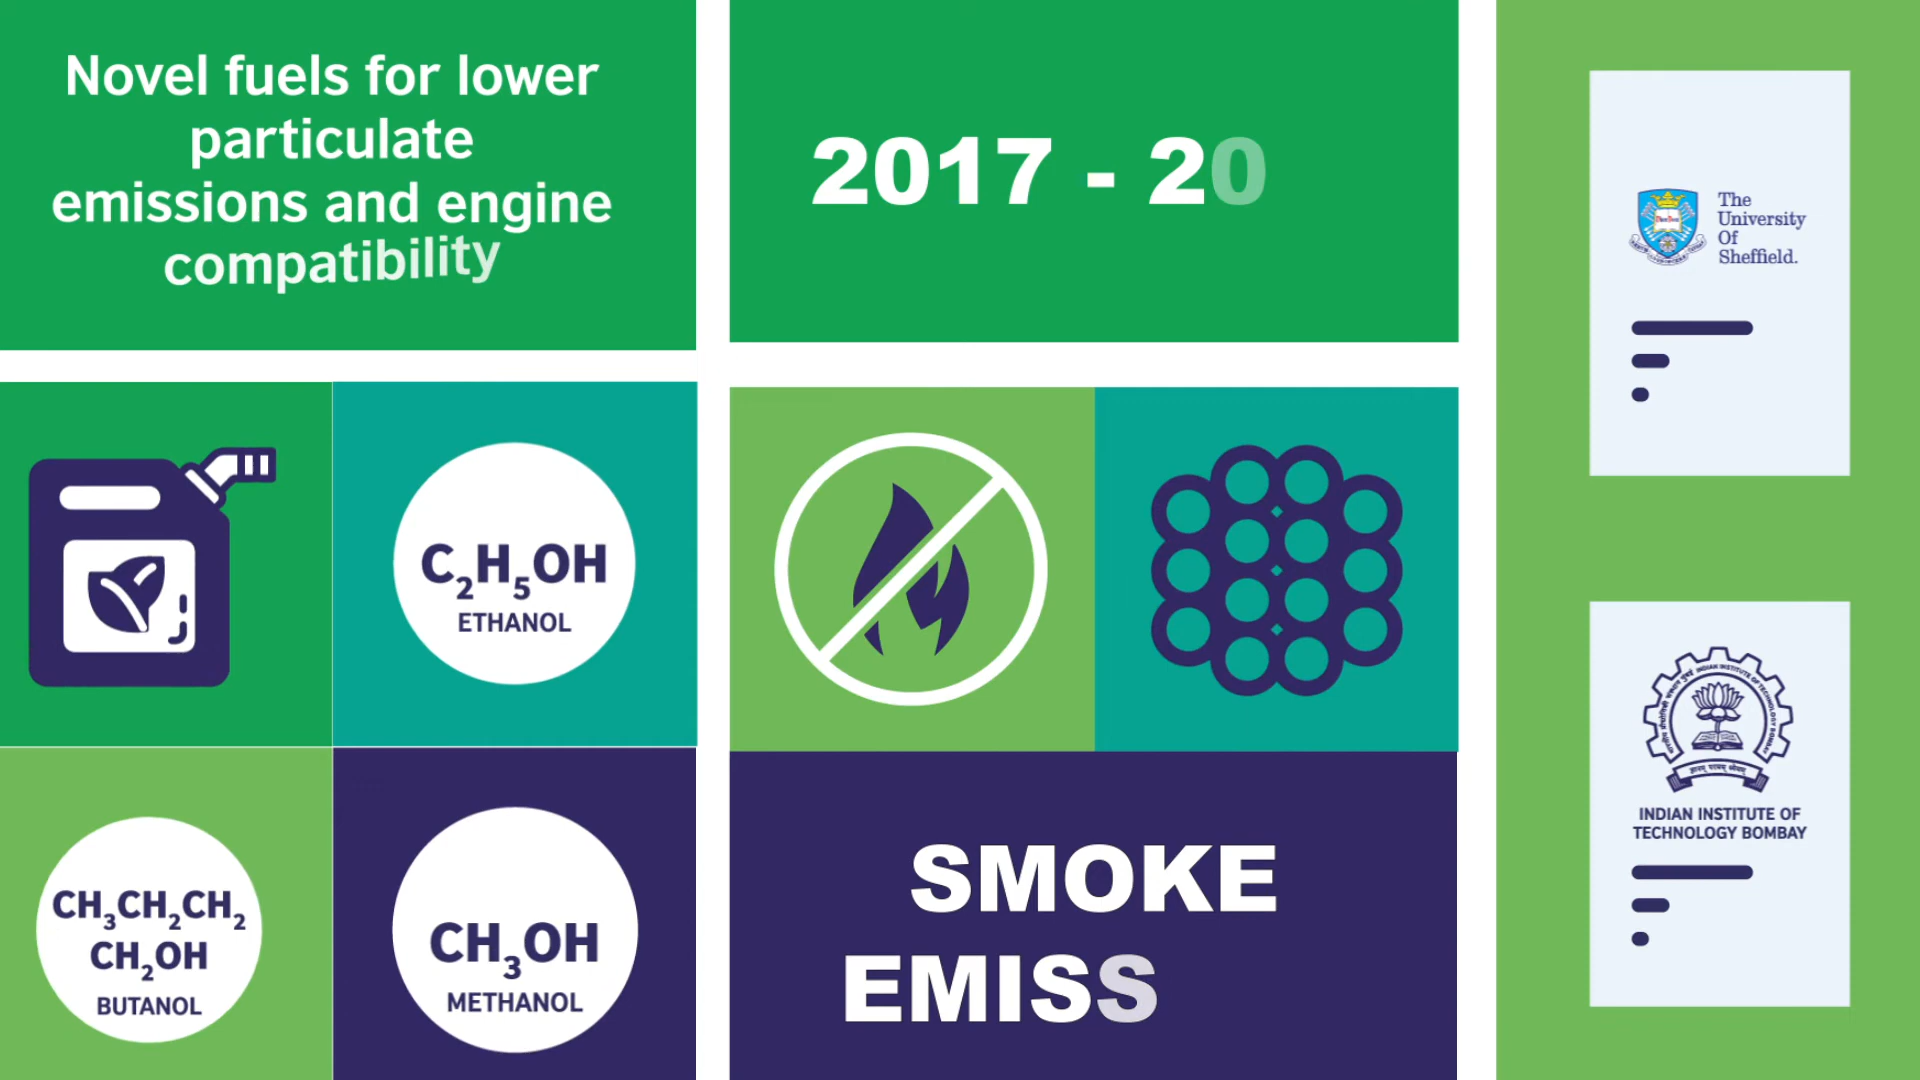 Novel fuels for lower
particulate
emissions and engine
compatibility
2017 - 20
C₂H₅OH
ETHANOL
CH₃CH₂CH₂
CH₂OH
BUTANOL
CH₃OH
METHANOL
SMOKE
EMISS
The
University
Of
Sheffield.
INDIAN INSTITUTE OF
TECHNOLOGY BOMBAY